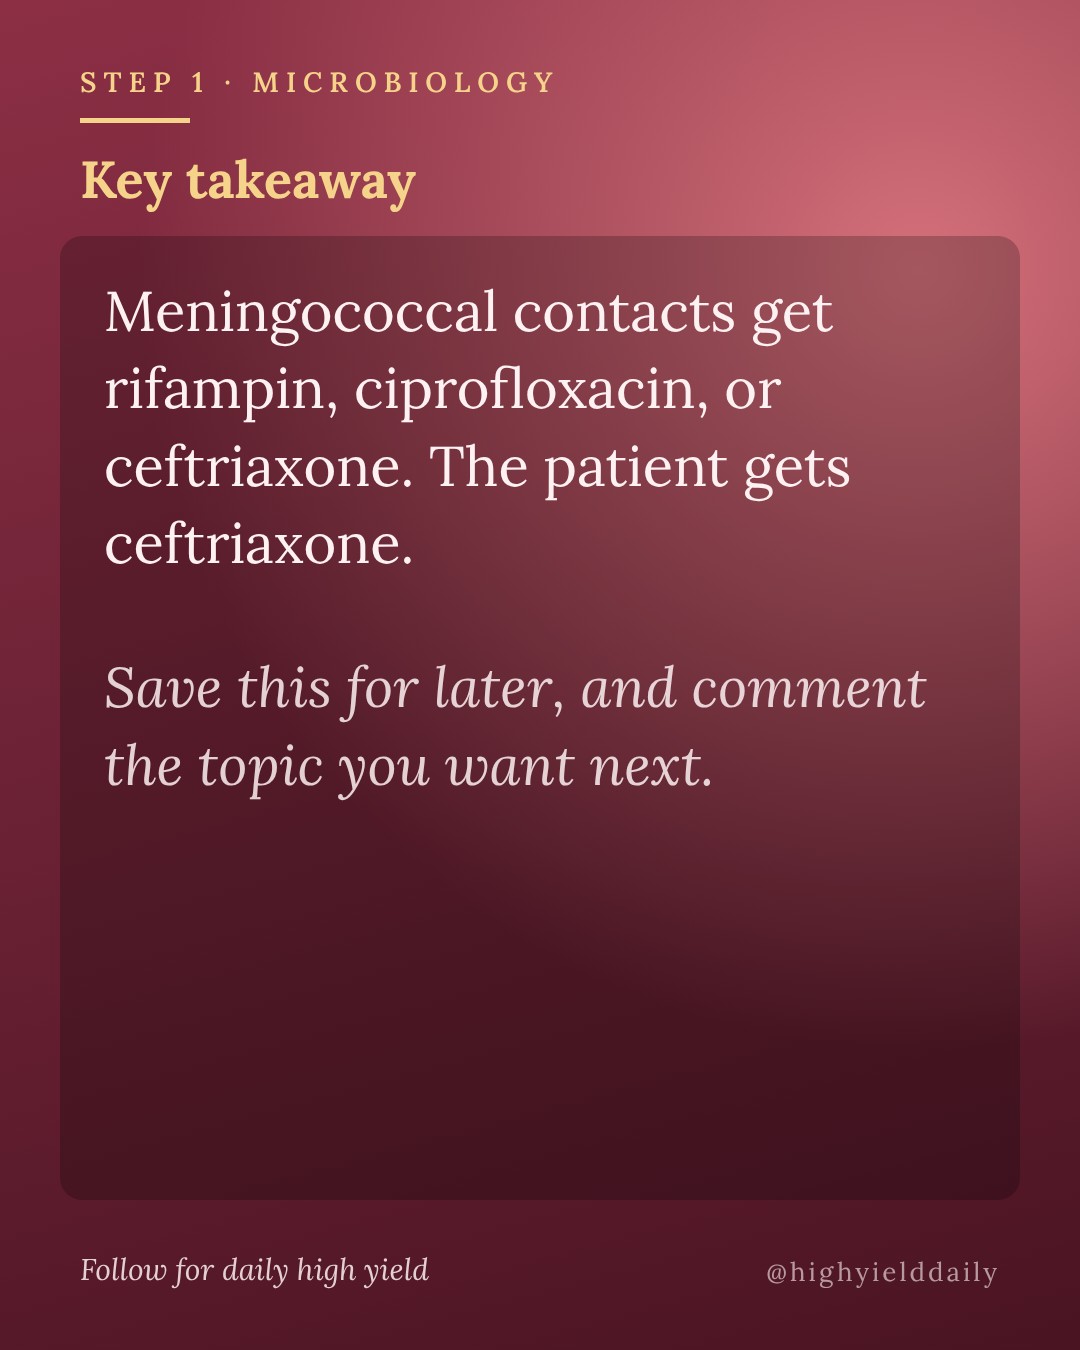 STEP 1 · MICROBIOLOGY
Key takeaway
Meningococcal contacts get
rifampin, ciprofloxacin, or
ceftriaxone. The patient gets
ceftriaxone.
Save this for later, and comment
the topic you want next.
Follow for daily high yield
@highyielddaily